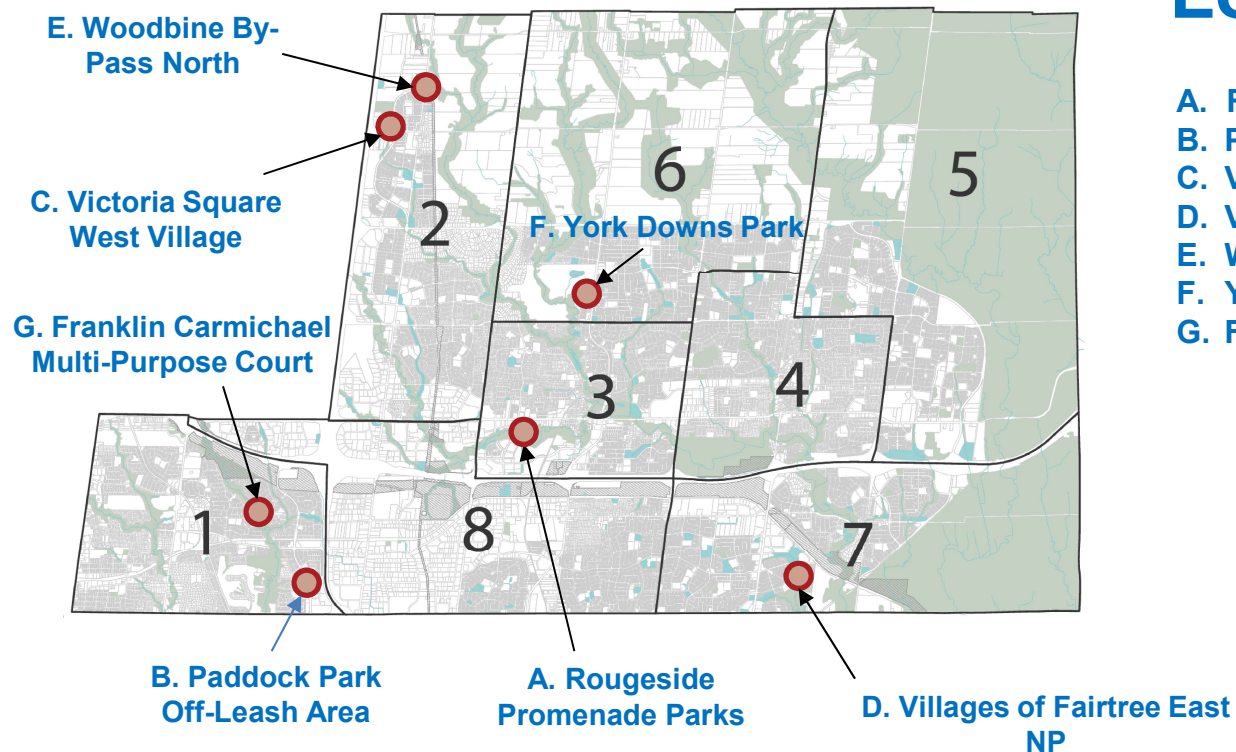 E. Woodbine By-
Pass North
C. Victoria Square
West Village
G. Franklin Carmichael
Multi-Purpose Court
F. York Downs Park
2
6
5
3
4
1
8
7
B. Paddock Park
Off-Leash Area
A. Rougeside
Promenade Parks
D. Villages of Fairtree East
NP
A.
B.
C. V
D. V
E. W
F. Y
G. F